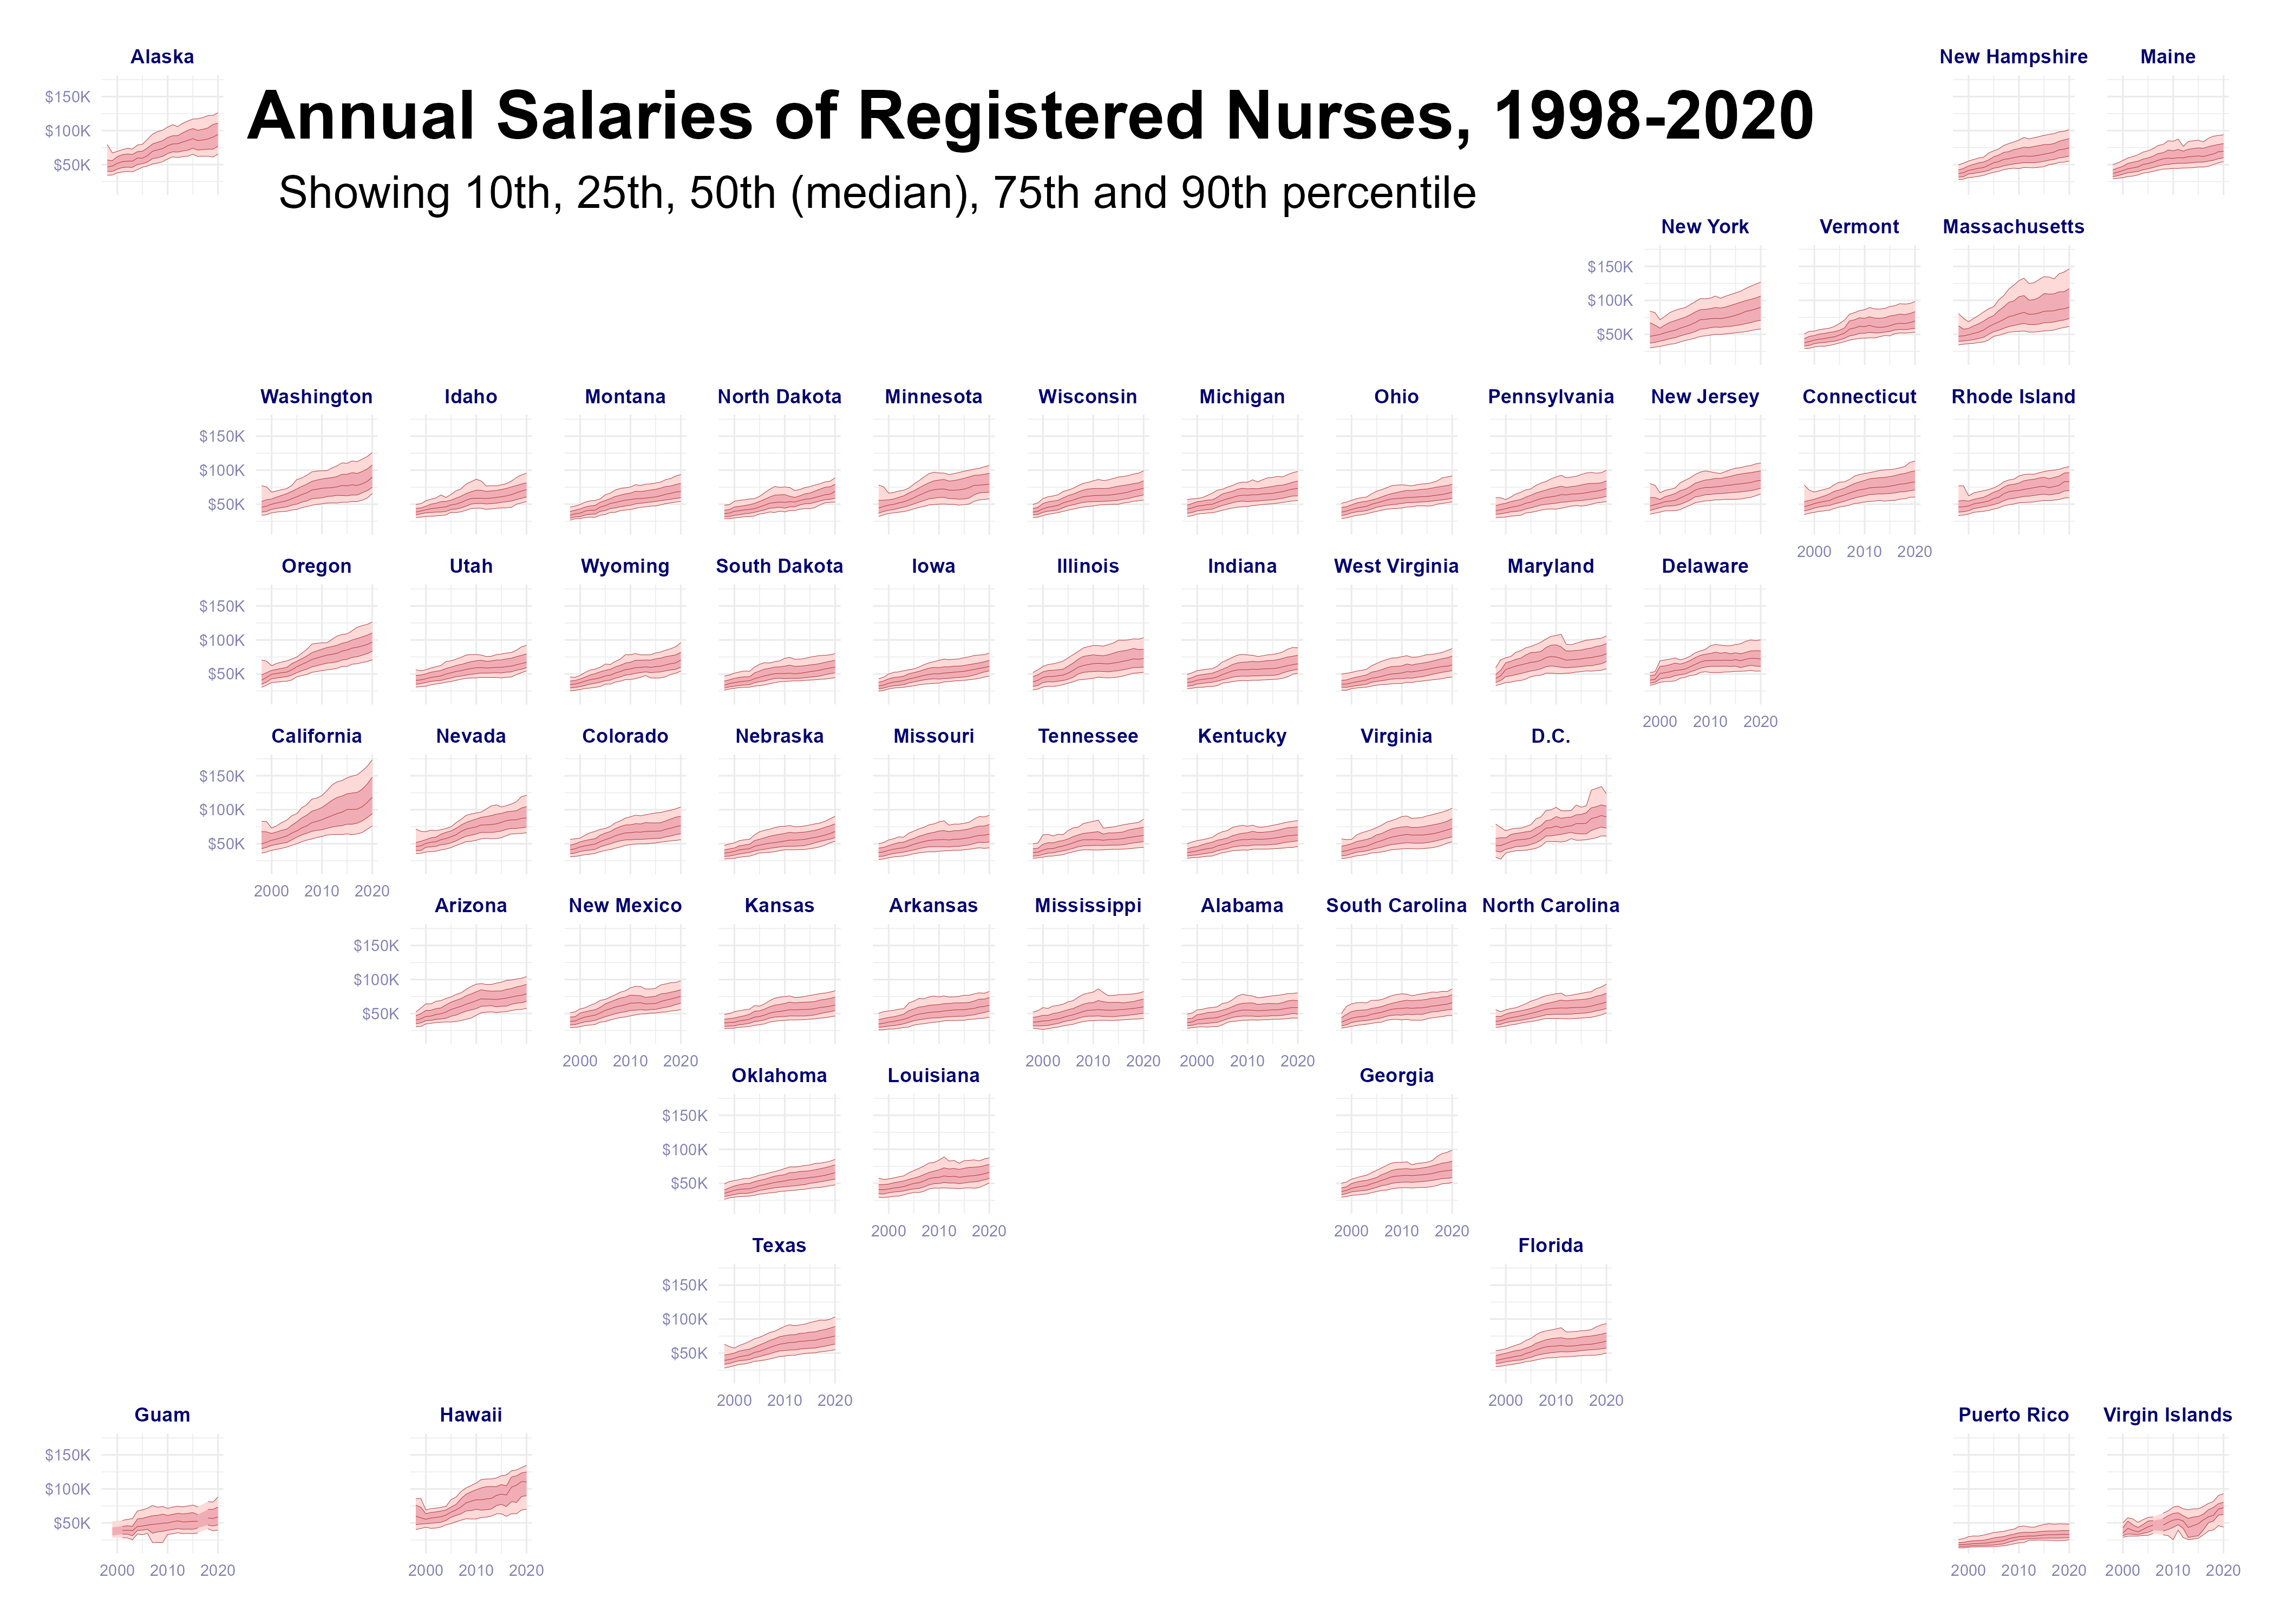 Alaska New Hampshire Maine
Annual Salaries of Registered Nurses, 1998-2020
$150K
$100K
$50K
Showing 10th, 25th, 50th (median), 75th and 90th percentile
New York Vermont Massachusetts
$150K
$100K
$50K
Washington Idaho Montana North Dakota Minnesota Wisconsin Michigan Ohio Pennsylvania New Jersey Connecticut Rhode Island
$150K
$100K
$50K
2000 2010 2020
Oregon Utah Wyoming South Dakota Iowa Illinois Indiana West Virginia Maryland Delaware
$150K
$100K
$50K
2000 2010 2020
California Nevada Colorado Nebraska Missouri Tennessee Kentucky Virginia D.C.
$150K
$100K
$50K
2000 2010 2020
Arizona New Mexico Kansas Arkansas Mississippi Alabama South Carolina North Carolina
$150K
$100K
$50K
2000 2010 2020 2000 2010 2020 2000 2010 2020
Oklahoma Louisiana Georgia
$150K
$100K
$50K
2000 2010 2020 2000 2010 2020
Texas Florida
$150K
$100K
$50K
2000 2010 2020 2000 2010 2020
Guam Hawaii Puerto Rico Virgin Islands
$150K
$100K
$50K
2000 2010 2020 2000 2010 2020 2000 2010 2020 2000 2010 2020